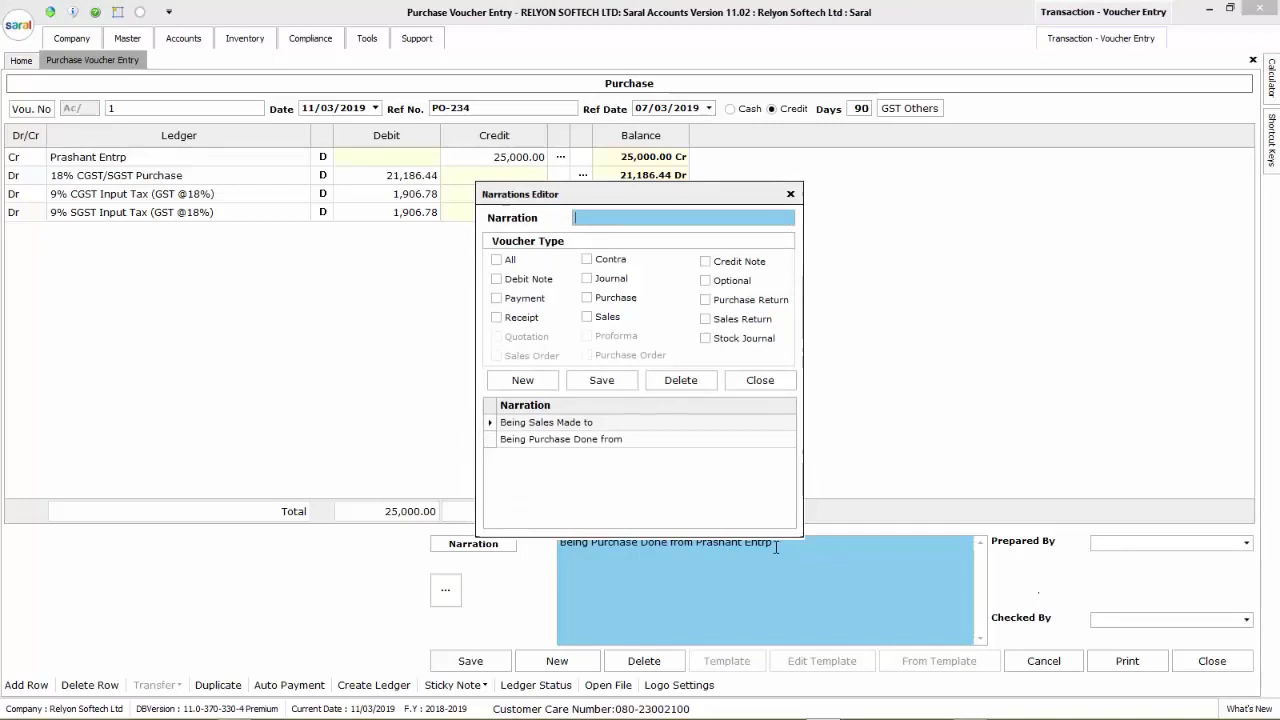 Purchase Voucher Entry - RELYON SOFTECH LTD: Saral Accounts Version 11.02 : Relyon Softech Ltd : Saral
Transaction - Voucher Entry
saral
Company Master Accounts Inventory Compliance Tools Support
Transaction - Voucher Entry
Home Purchase Voucher Entry
Calculator
Shortcut Keys
Purchase
Vou. No Ac/ 1 Date 11/03/2019 Ref No. PO-234 Ref Date 07/03/2019 Cash Credit Days 90 GST Others
Dr/Cr Ledger Debit Credit Balance
Cr Prashant Entrp D 25,000.00 ... 25,000.00 Cr
Dr 18% CGST/SGST Purchase D 21,186.44 ... 21,186.44 Dr
Dr 9% CGST Input Tax (GST @18%) D 1,906.78
Dr 9% SGST Input Tax (GST @18%) D 1,906.78
Narrations Editor
Narration
Voucher Type
All Contra Credit Note
Debit Note Journal Optional
Payment Purchase Purchase Return
Receipt Sales Sales Return
Quotation Proforma Stock Journal
Sales Order Purchase Order
New Save Delete Close
Narration
Being Sales Made to
Being Purchase Done from
Total 25,000.00
Narration Being Purchase Done from Prashant Entrp Prepared By
...
Checked By
Save New Delete Template Edit Template From Template Cancel Print Close
Add Row Delete Row Transfer Duplicate Auto Payment Create Ledger Sticky Note Ledger Status Open File Logo Settings
Company : Relyon Softech Ltd DBVersion : 11.0-370-330-4 Premium Current Date : 11/03/2019 F.Y : 2018-2019 Customer Care Number:080-23002100 What's New